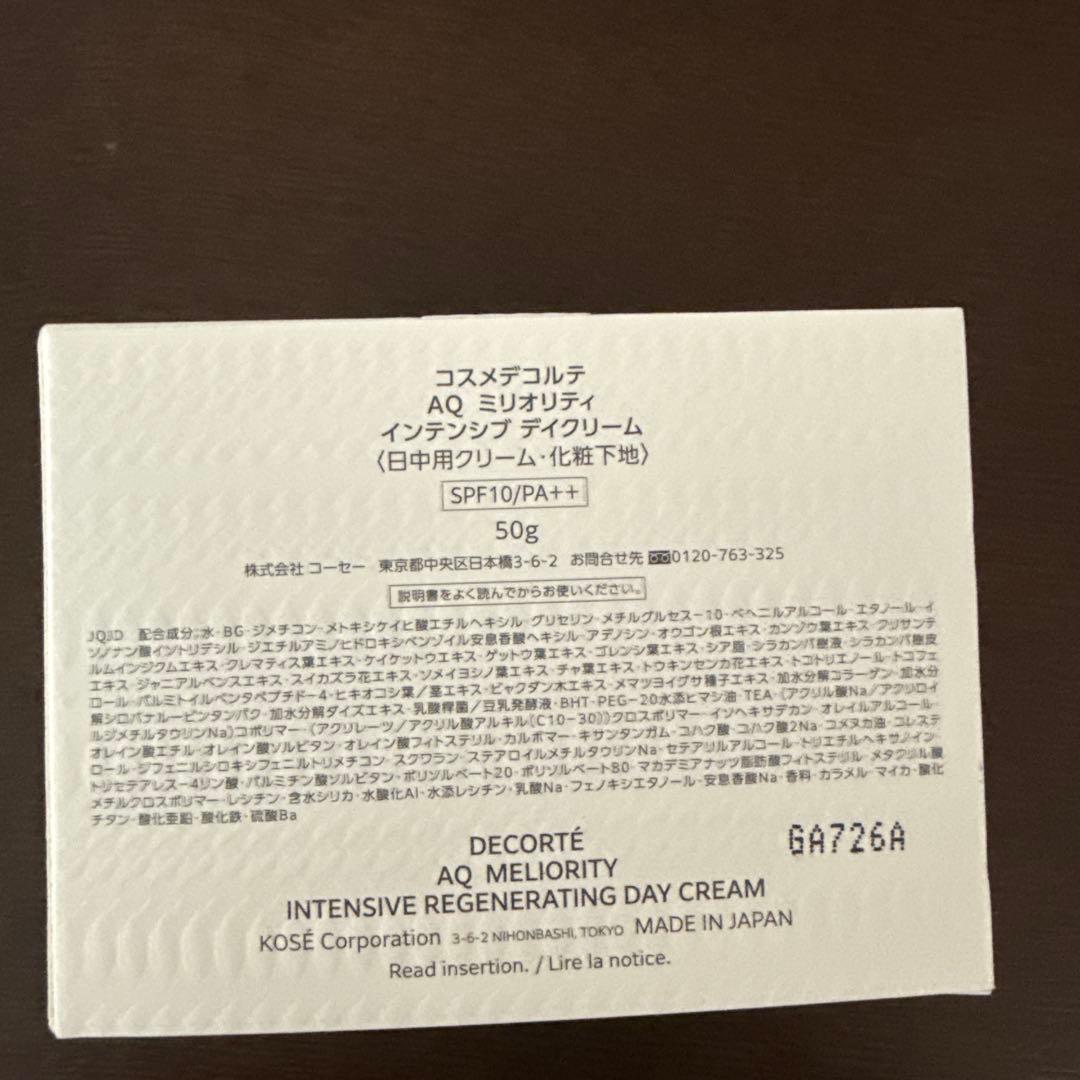 コスメデコルテ
AQ ミリオリティ
インテンシブ デイクリーム
〈日中用クリーム・化粧下地〉
SPF10/PA++
50g
株式会社 コーセー 東京都中央区日本橋3-6-2 お問合せ先 0120-763-325
説明書をよく読んでからお使いください。
配合成分:水・BG・ジメチコン・メトキシケイヒ酸エチルヘキシル・グリセリン・メチルグルセス-10・ベヘニルアルコール・エタノール・イ
ソノナン酸イソトリデシル・ジエチルアミノヒドロキシベンゾイル安息香酸ヘキシル・アデノシン・オウゴン根エキス・カンゾウ葉エキス・クリサンテ
ルムインジクムエキス・クレマティス葉エキス・ケイケットウエキス・ゲットウ葉エキス・ゴレンシ葉エキス・シア脂・シラカンバ樹液・シラカンバ樹皮
エキス・ジャニアルベンスエキス・スイカズラ花エキス・ソメイヨシノ葉エキス・チャ葉エキス・トウキンセンカ花エキス・トコトリエノール・トコフェ
ロール・パルミトイルペンタペプチド-4・ヒキオコシ葉/茎エキス・ビャクダン木エキス・メマツヨイグサ種子エキス・加水分解コラーゲン・加水分
解シロバナルーピンタンパク・加水分解ダイズエキス・乳酸桿菌/豆乳発酵液・BHT・PEG-20水添ヒマシ油・TEA・(アクリル酸Na/アクリロイ
ルジメチルタウリンNa)コポリマー・(アクリレーツ/アクリル酸アルキル(C10-30))クロスポリマー・イソヘキサデカン・オレイルアルコール・
オレイン酸エチル・オレイン酸ソルビタン・オレイン酸フィトステリル・カルボマー・キサンタンガム・コハク酸・コハク酸2Na・コメヌカ油・コレステ
ロール・ジフェニルシロキシフェニルトリメチコン・スクワラン・ステアロイルメチルタウリンNa・セテアリルアルコール・トリエチルヘキサノイン・
トリセテアレス-4リン酸・パルミチン酸ソルビタン・ポリソルベート20・ポリソルベート80・マカデミアナッツ脂肪酸フィトステリル・メタクリル酸
メチルクロスポリマー・レシチン・含水シリカ・水酸化Al・水添レシチン・乳酸Na・フェノキシエタノール・安息香酸Na・香料・カラメル・マイカ・酸化
チタン・酸化亜鉛・酸化鉄・硫酸Ba
DECORTÉ
GA726A
AQ MELIORITY
INTENSIVE REGENERATING DAY CREAM
KOSÉ Corporation 3-6-2 NIHONBASHI, TOKYO MADE IN JAPAN
Read insertion. / Lire la notice.